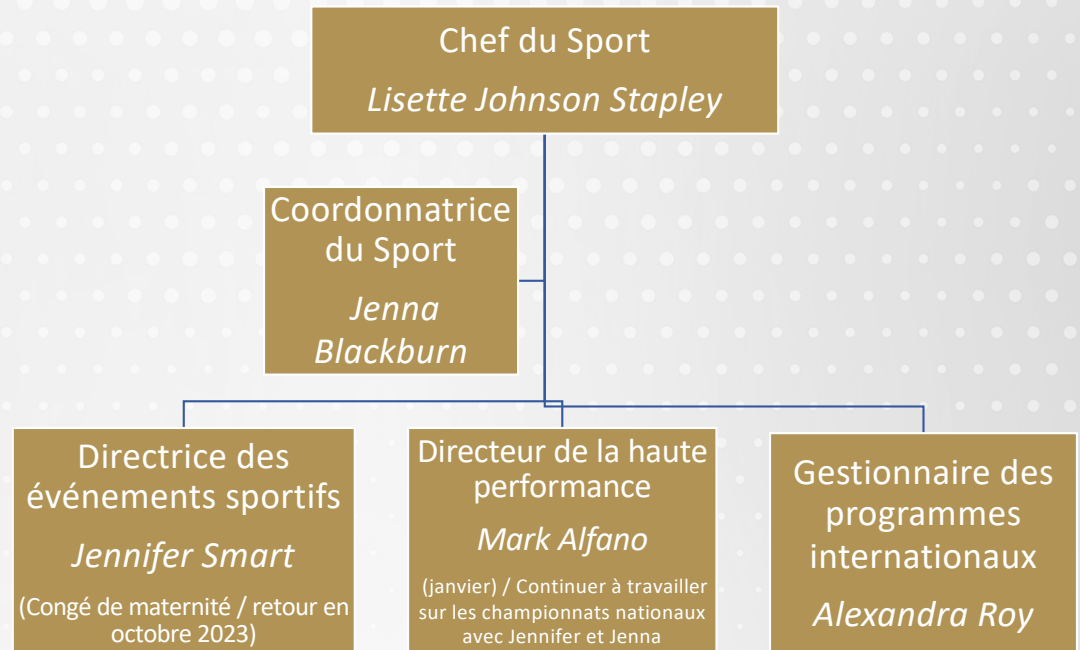 Chef du Sport
Lisette Johnson Stapley
Coordonnatrice
du Sport
Jenna
Blackburn
Directrice des
événements sportifs
Jennifer Smart
(Congé de maternité / retour en
octobre 2023)
Directeur de la haute
performance
Mark Alfano
(janvier) / Continuer à travailler
sur les championnats nationaux
avec Jennifer et Jenna
Gestionnaire des
programmes
internationaux
Alexandra Roy